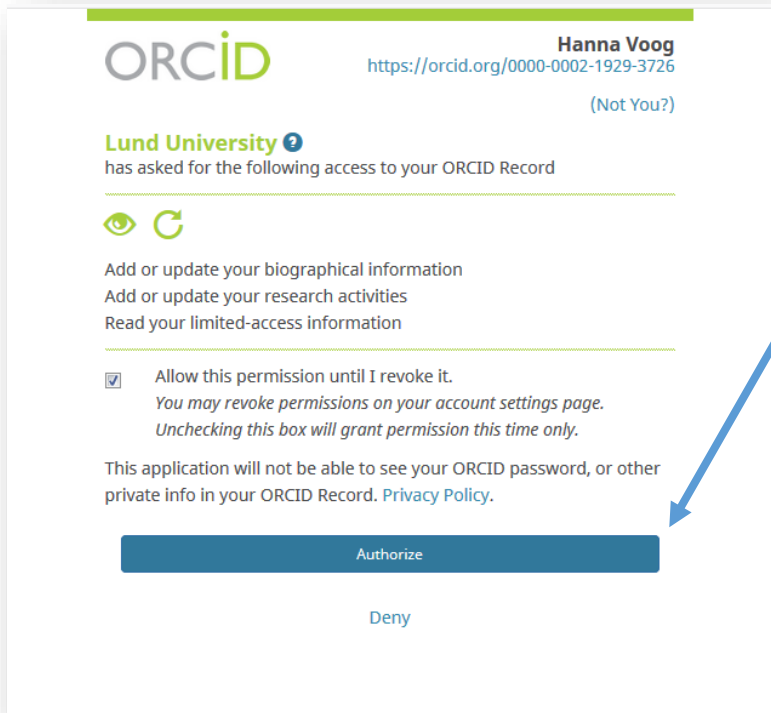 ORCiD
Hanna Voog
https://orcid.org/0000-0002-1929-3726
(Not You?)
Lund University ?
has asked for the following access to your ORCID Record
Add or update your biographical information
Add or update your research activities
Read your limited-access information
Allow this permission until I revoke it.
You may revoke permissions on your account settings page.
Unchecking this box will grant permission this time only.
This application will not be able to see your ORCID password, or other
private info in your ORCID Record. Privacy Policy.
Authorize
Deny